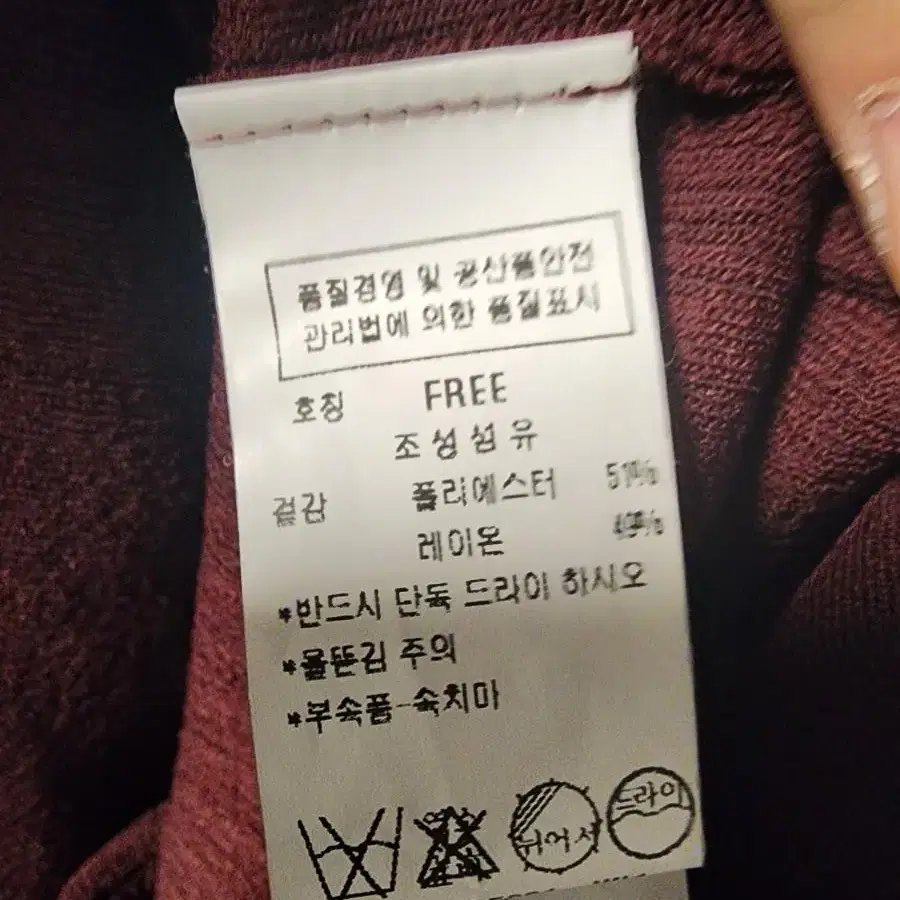 품질경영 및 공산품안전
관리법에 의한 품질표시
호칭 FREE
조성섬유
겉감 폴리에스터 51%
레이온
*반드시 단독 드라이 하시오
*올뜯김 주의
*부속품-속치마
뉘어서
드라이